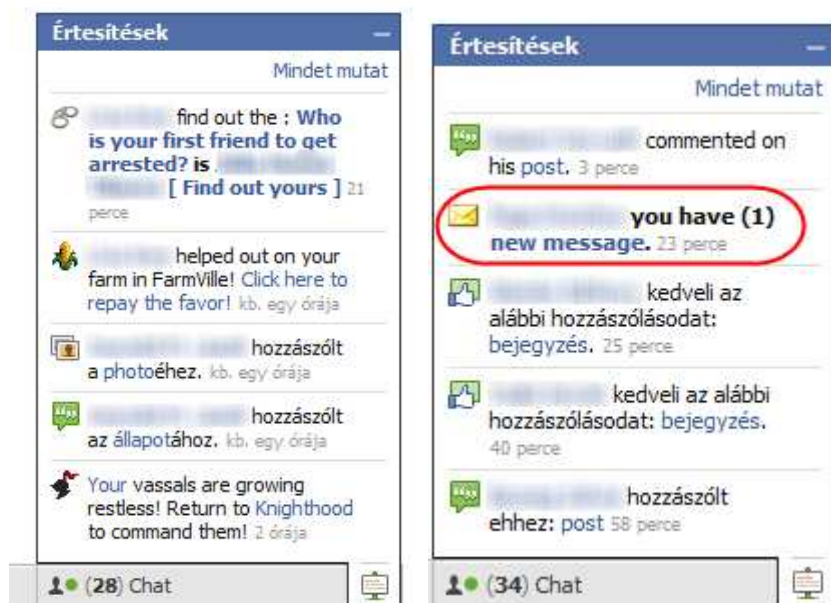 Értesítések
Mindet mutat
find out the : Who
is your first friend to get
arrested? is
[ Find out yours ] 21
perce
helped out on your
farm in FarmVille! Click here to
repay the favor! kb. egy órája
hozzászólt
a photoéhez. kb. egy órája
hozzászólt
az állapotához. kb. egy órája
Your vassals are growing
restless! Return to Knighthood
to command them! 2 órája
(28) Chat
Értesítések
Mindet mutat
commented on
his post. 3 perce
you have (1)
new message. 23 perce
kedveli az
alábbi hozzászólásodat:
bejegyzés. 25 perce
kedveli az alábbi
hozzászólásodat: bejegyzés.
40 perce
hozzászólt
ehhez: post 58 perce
(34) Chat